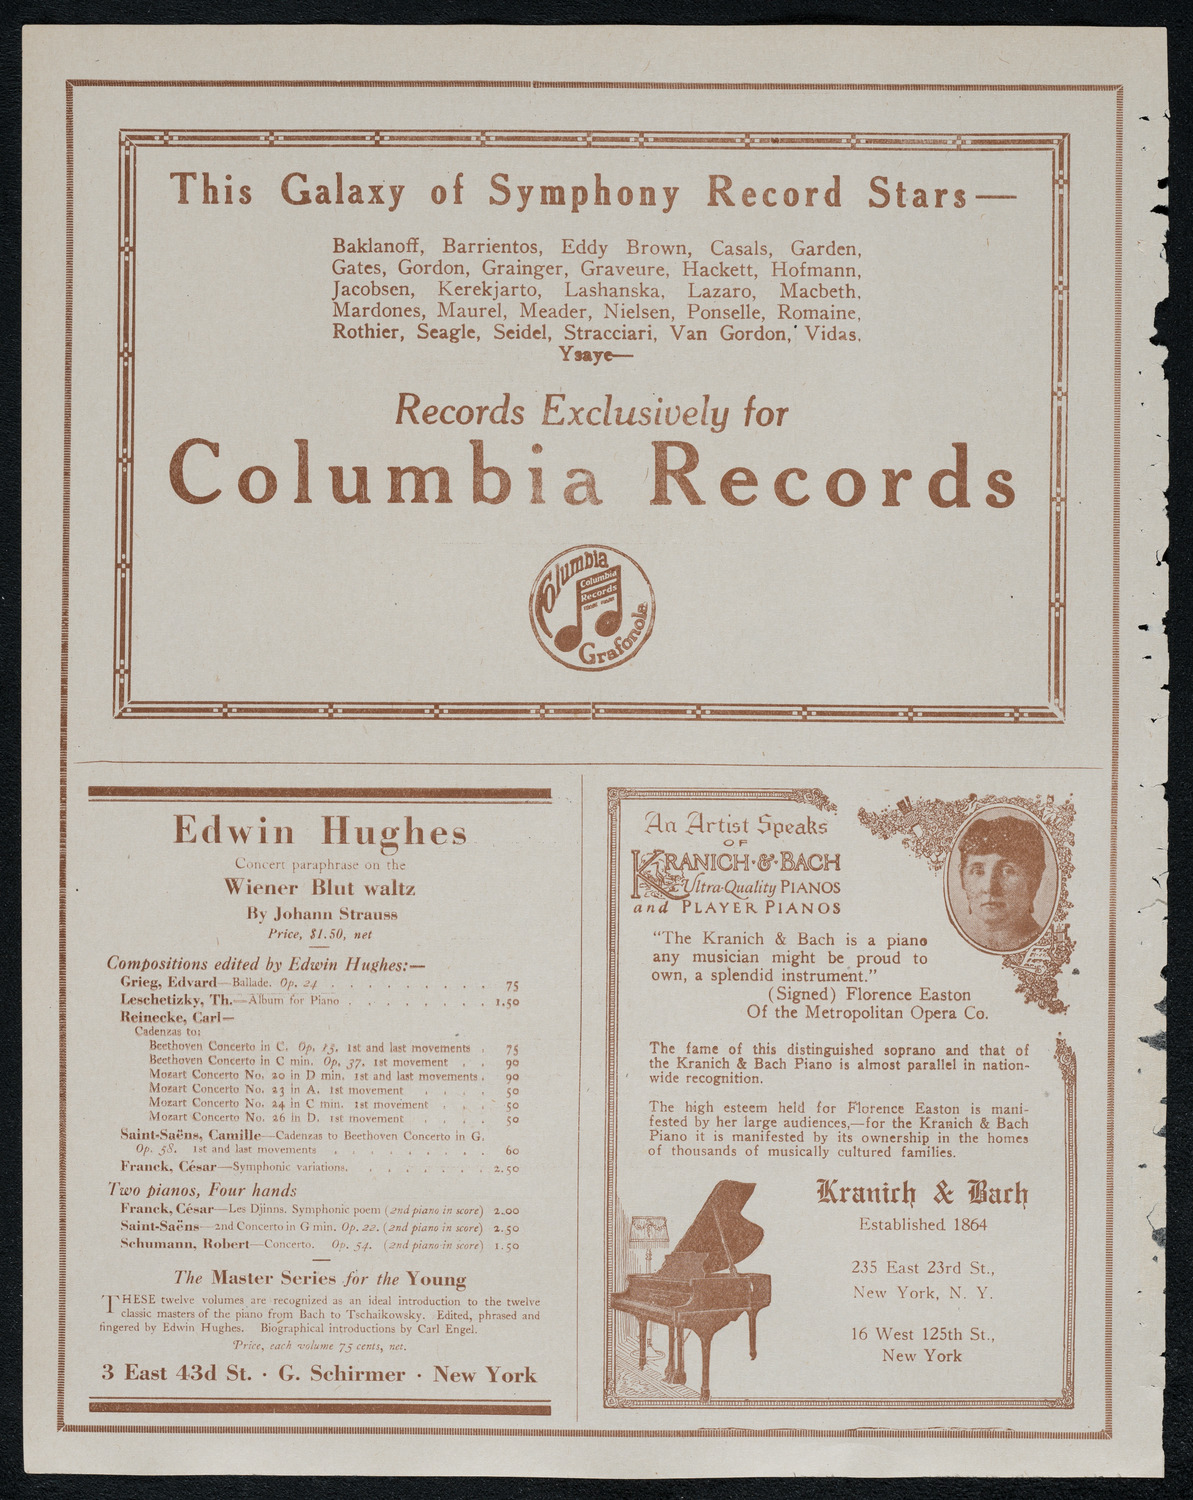 This Galaxy of Symphony Record Stars—
Baklanoff, Barrientos, Eddy Brown, Casals, Garden,
Gates, Gordon, Grainger, Graveure, Hackett, Hofmann,
Jacobsen, Kerekjarto, Lashanska, Lazaro, Macbeth,
Mardones, Maurel, Meader, Nielsen, Ponselle, Romaine,
Rothier, Seagle, Seidel, Stracciari, Van Gordon, Vidas,
Ysaye—
Records Exclusively for
Columbia Records
Columbia
Columbia
Records
Grafonola
Edwin Hughes
Concert paraphrase on the
Wiener Blut waltz
By Johann Strauss
Price, $1.50, net
Compositions edited by Edwin Hughes:—
Grieg, Edvard—Ballade. Op. 24 . . . . . . . . . . 75
Leschetizky, Th.—Album for Piano . . . . . . . . 1.50
Reinecke, Carl—
Cadenzas to:
Beethoven Concerto in C. Op. 15. 1st and last movements . 75
Beethoven Concerto in C min. Op. 37. 1st movement . . 90
Mozart Concerto No. 20 in D min. 1st and last movements . 90
Mozart Concerto No. 23 in A. 1st movement . . . . 50
Mozart Concerto No. 24 in C min. 1st movement . . . 50
Mozart Concerto No. 26 in D. 1st movement . . . . 50
Saint-Saëns, Camille—Cadenzas to Beethoven Concerto in G.
Op. 58. 1st and last movements . . . . . . . . . 60
Franck, César—Symphonic variations. . . . . . . . 2.50
Two pianos, Four hands
Franck, César—Les Djinns. Symphonic poem (2nd piano in score) 2.00
Saint-Saëns—2nd Concerto in G min. Op. 22. (2nd piano in score) 2.50
Schumann, Robert—Concerto. Op. 54. (2nd piano in score) 1.50
The Master Series for the Young
THESE twelve volumes are recognized as an ideal introduction to the twelve
classic masters of the piano from Bach to Tschaikowsky. Edited, phrased and
fingered by Edwin Hughes. Biographical introductions by Carl Engel.
Price, each volume 75 cents, net.
3 East 43d St. · G. Schirmer · New York
An Artist Speaks
OF
KRANICH·&·BACH
Ultra-Quality PIANOS
and PLAYER PIANOS
"The Kranich & Bach is a piano
any musician might be proud to
own, a splendid instrument."
(Signed) Florence Easton
Of the Metropolitan Opera Co.
The fame of this distinguished soprano and that of
the Kranich & Bach Piano is almost parallel in nation-
wide recognition.
The high esteem held for Florence Easton is mani-
fested by her large audiences,—for the Kranich & Bach
Piano it is manifested by its ownership in the homes
of thousands of musically cultured families.
Kranich & Bach
Established 1864
235 East 23rd St.,
New York, N. Y.
16 West 125th St.,
New York